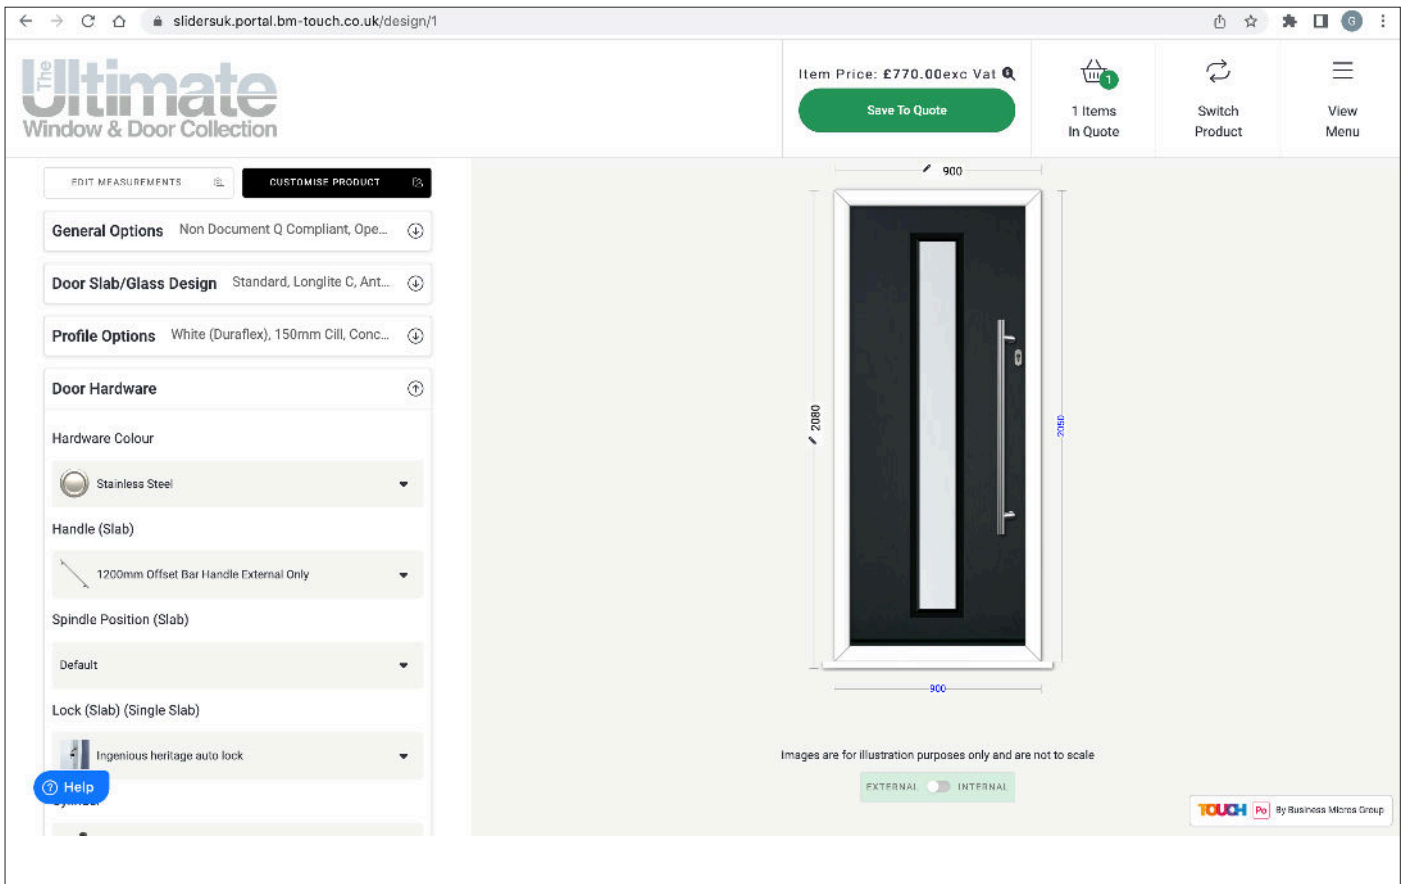 slidersuk.portal.bm-touch.co.uk/design/1
G
The
Ultimate
Window & Door Collection
Item Price: £770.00exc Vat
Save To Quote
1
1 Items
In Quote
Switch
Product
View
Menu
EDIT MEASUREMENTS
CUSTOMISE PRODUCT
General Options Non Document Q Compliant, Ope...
Door Slab/Glass Design Standard, Longlite C, Ant...
Profile Options White (Duraflex), 150mm Cill, Conc...
Door Hardware
Hardware Colour
Stainless Steel
Handle (Slab)
1200mm Offset Bar Handle External Only
Spindle Position (Slab)
Default
Lock (Slab) (Single Slab)
Ingenious heritage auto lock
Help
900
2080
2050
900
Images are for illustration purposes only and are not to scale
EXTERNAL INTERNAL
TOUCH Po By Business Micros Group